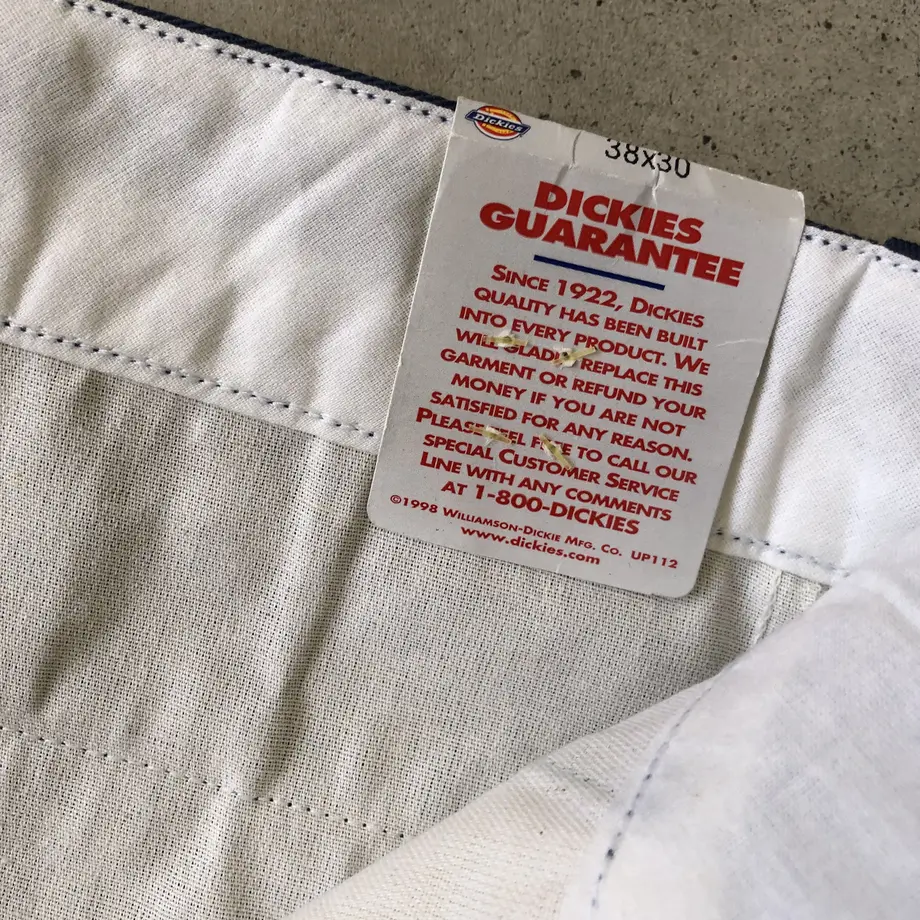 Dickies
38x30
DICKIES
GUARANTEE
SINCE 1922, DICKIES
QUALITY HAS BEEN BUILT
INTO EVERY PRODUCT. WE
WILL GLADLY REPLACE THIS
GARMENT OR REFUND YOUR
MONEY IF YOU ARE NOT
SATISFIED FOR ANY REASON.
PLEASE FEEL FREE TO CALL OUR
SPECIAL CUSTOMER SERVICE
LINE WITH ANY COMMENTS
AT 1-800-DICKIES
©1998 WILLIAMSON-DICKIE MFG. CO. UP112
www.dickies.com